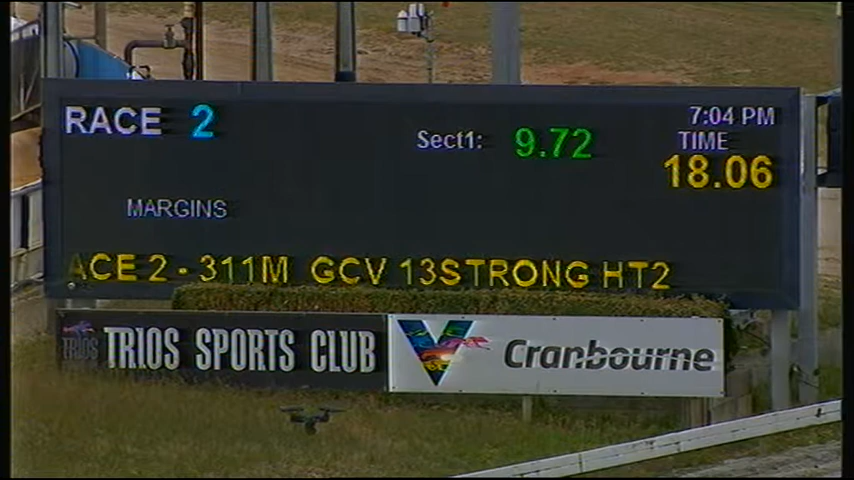 RACE 2
Sect1: 9.72
7:04 PM
TIME
18.06
MARGINS
ACE 2 - 311M GCV 13STRONG HT2
TRIOS TRIOS SPORTS CLUB
Cranbourne